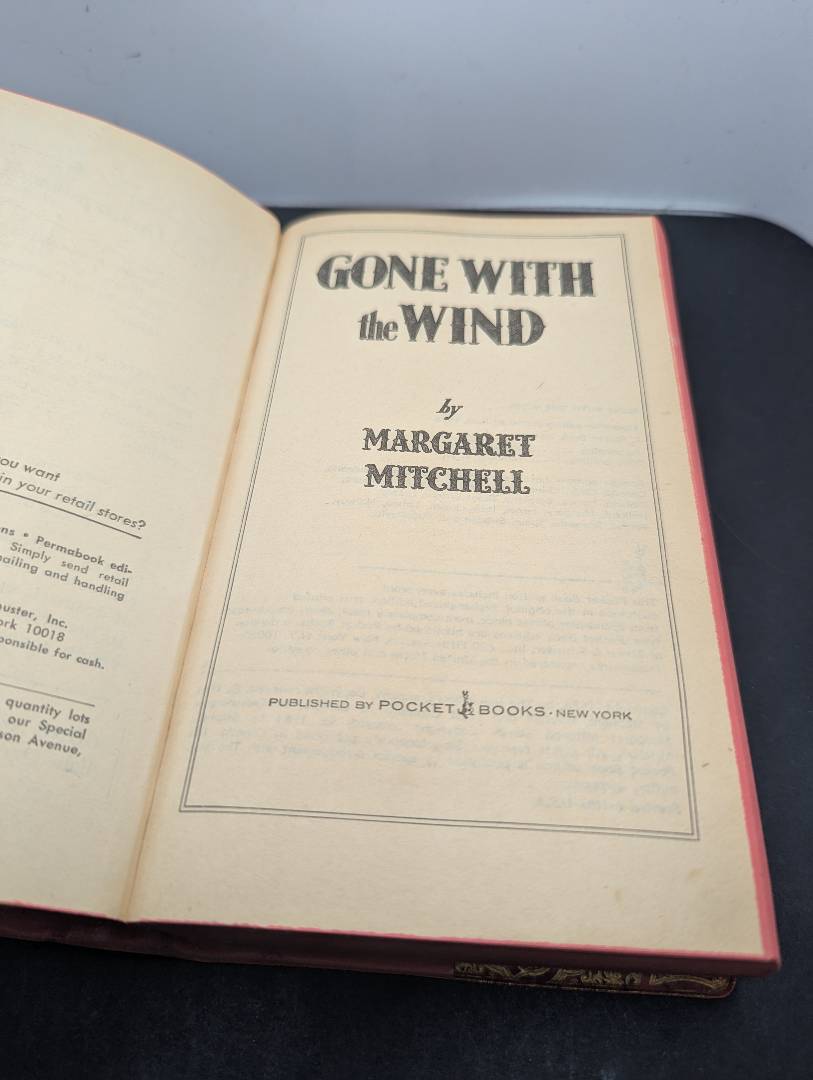 ou want
in your retail stores?
ns • Permabook edi-
Simply send retail
ailing and handling
uster, Inc.
ork 10018
ponsible for cash.
quantity lots
our Special
son Avenue,
GONE WITH
the WIND
by
MARGARET
MITCHELL
PUBLISHED BY POCKET BOOKS · NEW YORK